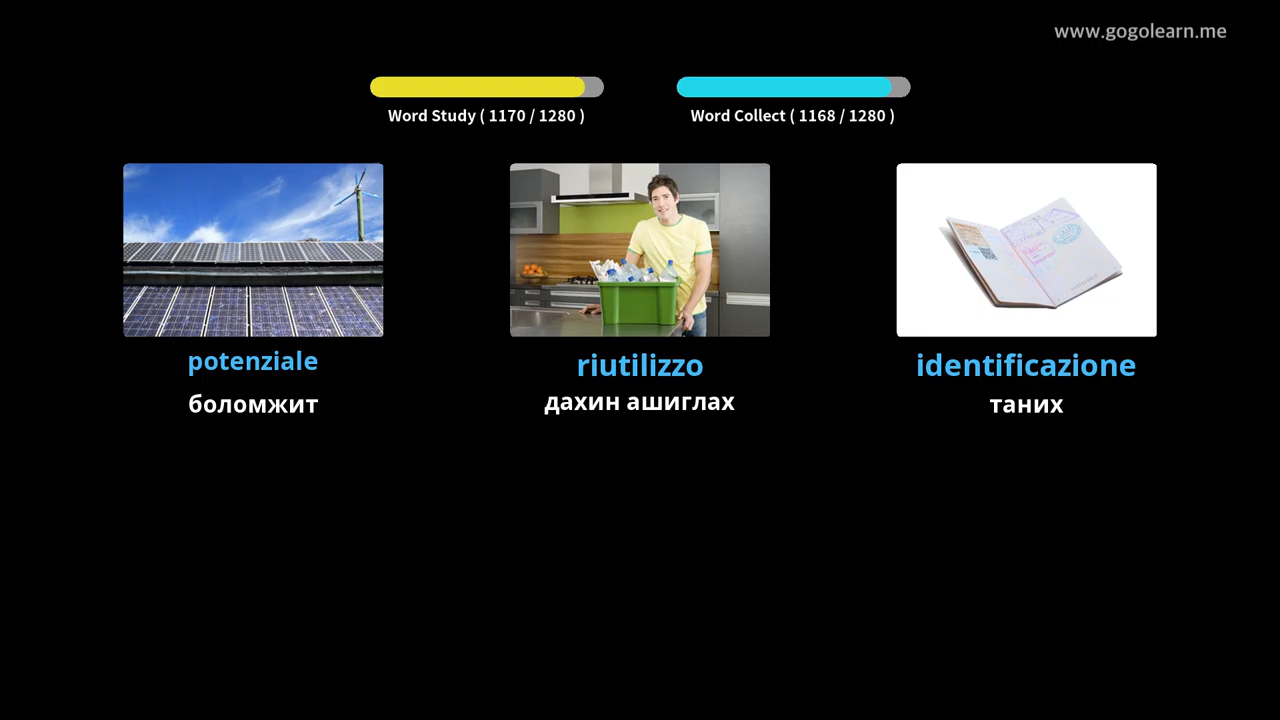 www.gogolearn.me
Word Study ( 1170 / 1280 )
Word Collect ( 1168 / 1280 )
potenziale
боломжит
riutilizzo
дахин ашиглах
identificazione
таних